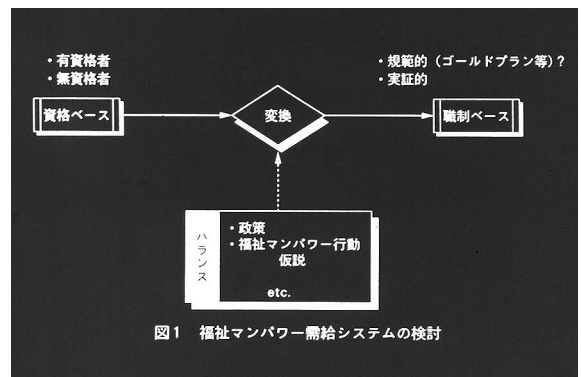 ・有資格者
・無資格者
資格ベース
変換
・規範的（ゴールドプラン等）？
・実証的
職制ベース
ハランス
・政策
・福祉マンパワー行動
仮説
etc.
図1 福祉マンパワー需給システムの検討